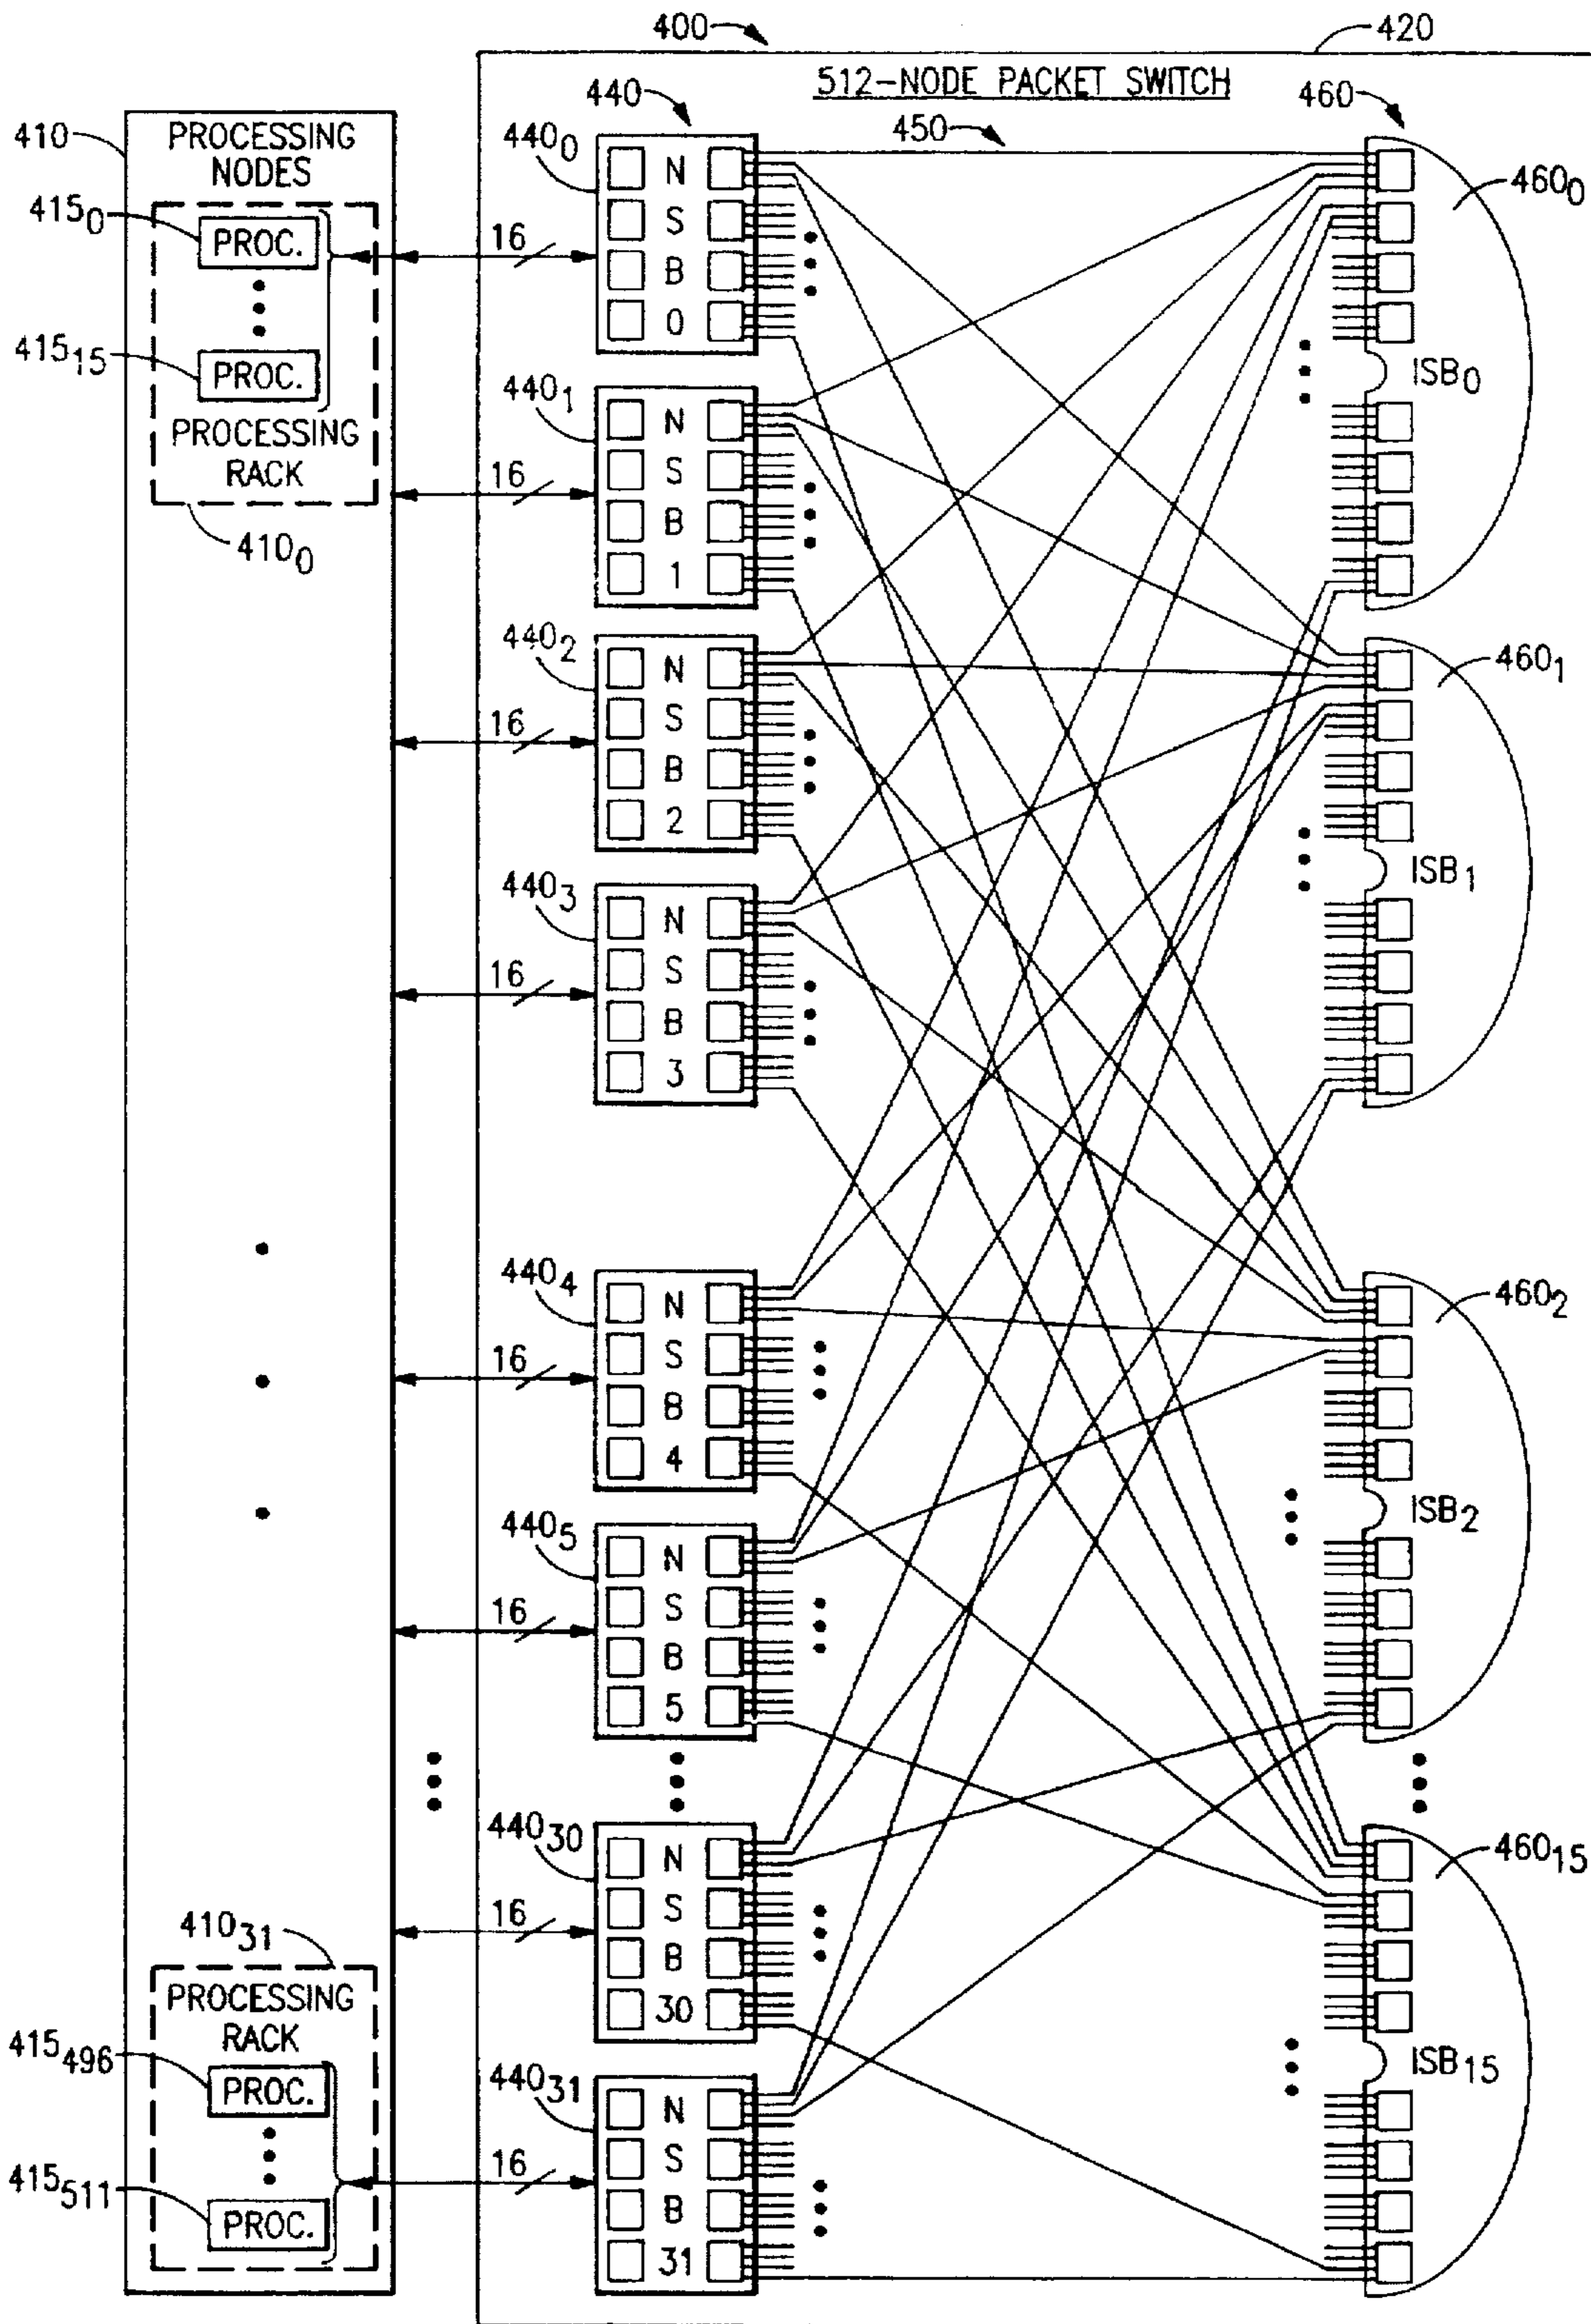 400
420
512-NODE PACKET SWITCH
440
450
460
410
PROCESSING
NODES
415₀
PROC.
415₁₅
PROC.
PROCESSING
RACK
410₀
16
440₀
N
S
B
0
16
440₁
N
S
B
1
16
440₂
N
S
B
2
16
440₃
N
S
B
3
16
440₄
N
S
B
4
16
440₅
N
S
B
5
16
440₃₀
N
S
B
30
16
440₃₁
N
S
B
31
410₃₁
PROCESSING
RACK
415₄₉₆
PROC.
415₅₁₁
PROC.
460₀
ISB₀
460₁
ISB₁
460₂
ISB₂
460₁₅
ISB₁₅